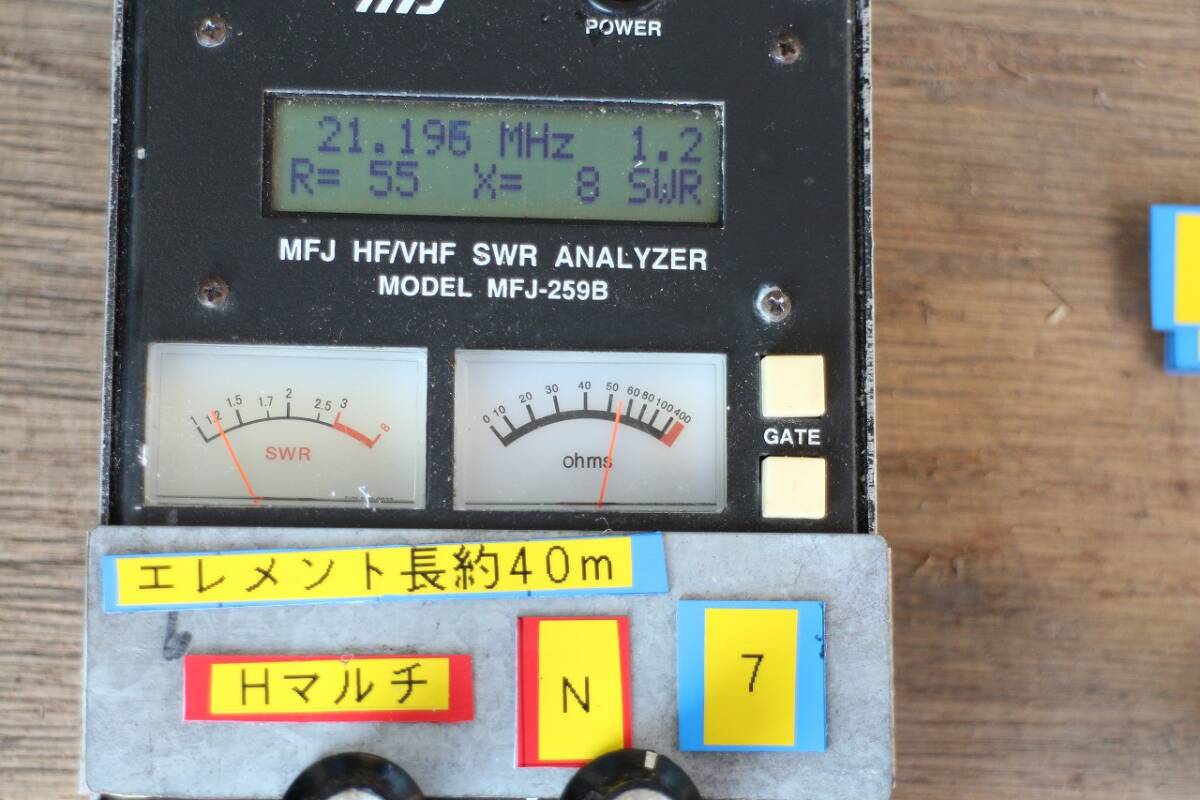 POWER
21.196 MHz 1.2
R= 55 X= 8 SWR
MFJ HF/VHF SWR ANALYZER
MODEL MFJ-259B
1 1.2 1.5 1.7 2 2.5 3 8
SWR
0 10 20 30 40 50 60 80 100 400
ohms
GATE
エレメント長約40m
Hマルチ
N
7